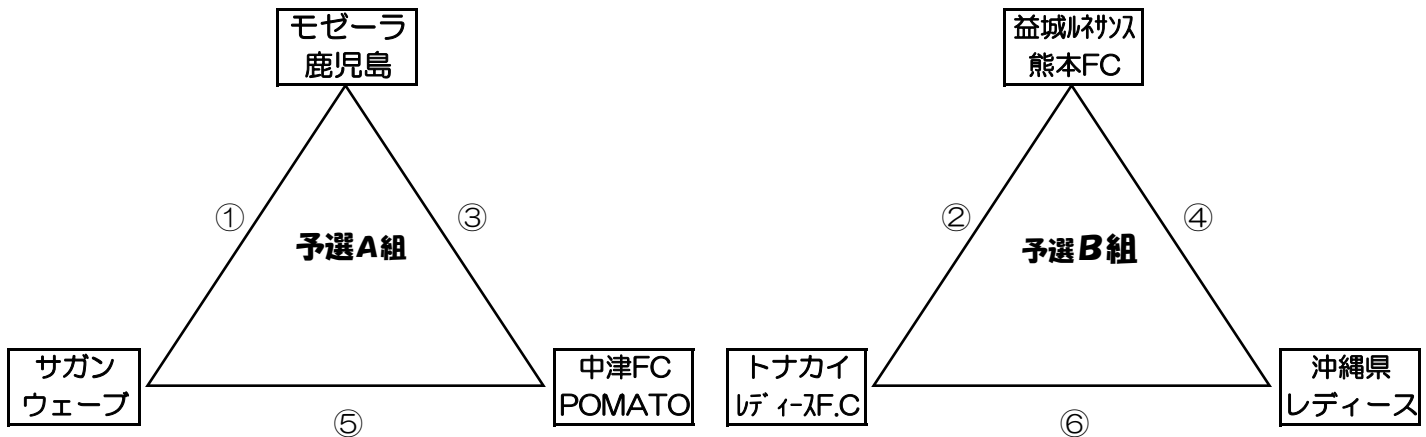 モゼーラ
鹿児島
益城ﾙﾈｻﾝｽ
熊本FC
①
③
②
④
予選A組
予選B組
サガン
ウェーブ
中津FC
POMATO
トナカイ
ﾚﾃﾞｨｰｽF.C
沖縄県
レディース
⑤
⑥